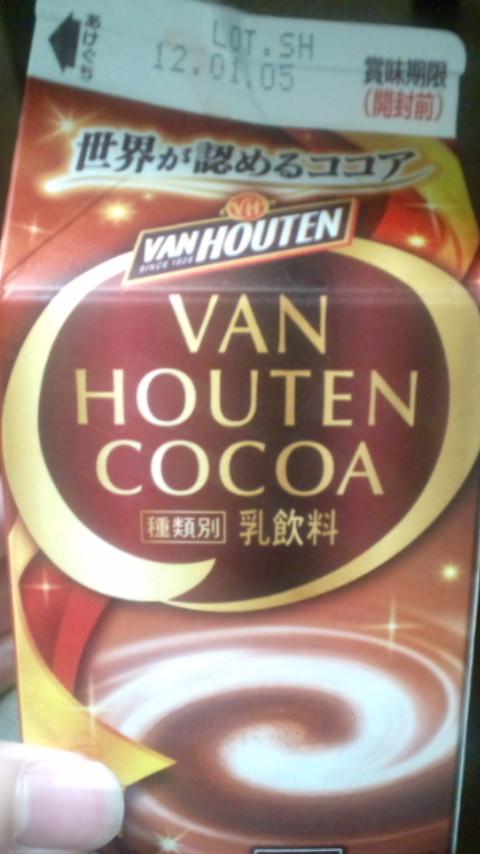 あけぐち
LOT.SH
12.01.05
賞味期限
(開封前)
世界が認めるココア
VH
VAN HOUTEN
SINCE 1828
VAN
HOUTEN
COCOA
種類別 乳飲料